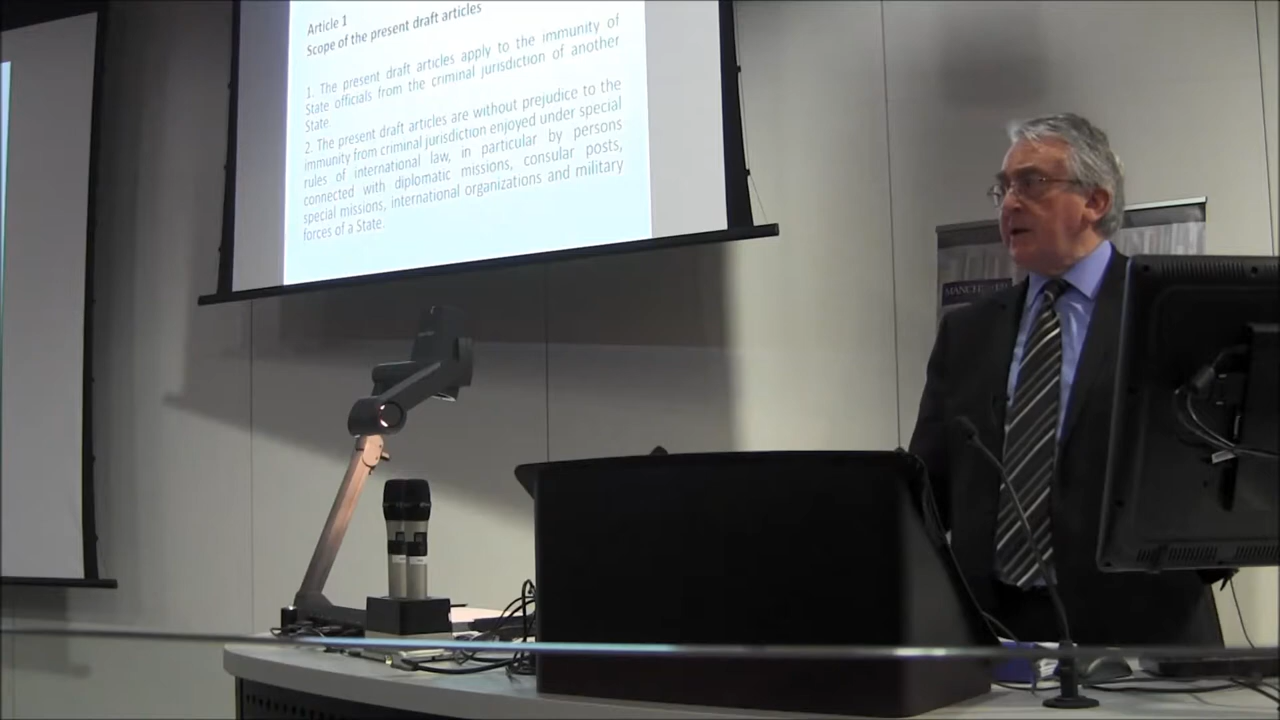 Article 1
Scope of the present draft articles
1. The present draft articles apply to the immunity of
State officials from the criminal jurisdiction of another
State.
2. The present draft articles are without prejudice to the
immunity from criminal jurisdiction enjoyed under special
rules of international law, in particular by persons
connected with diplomatic missions, consular posts,
special missions, international organizations and military
forces of a State.